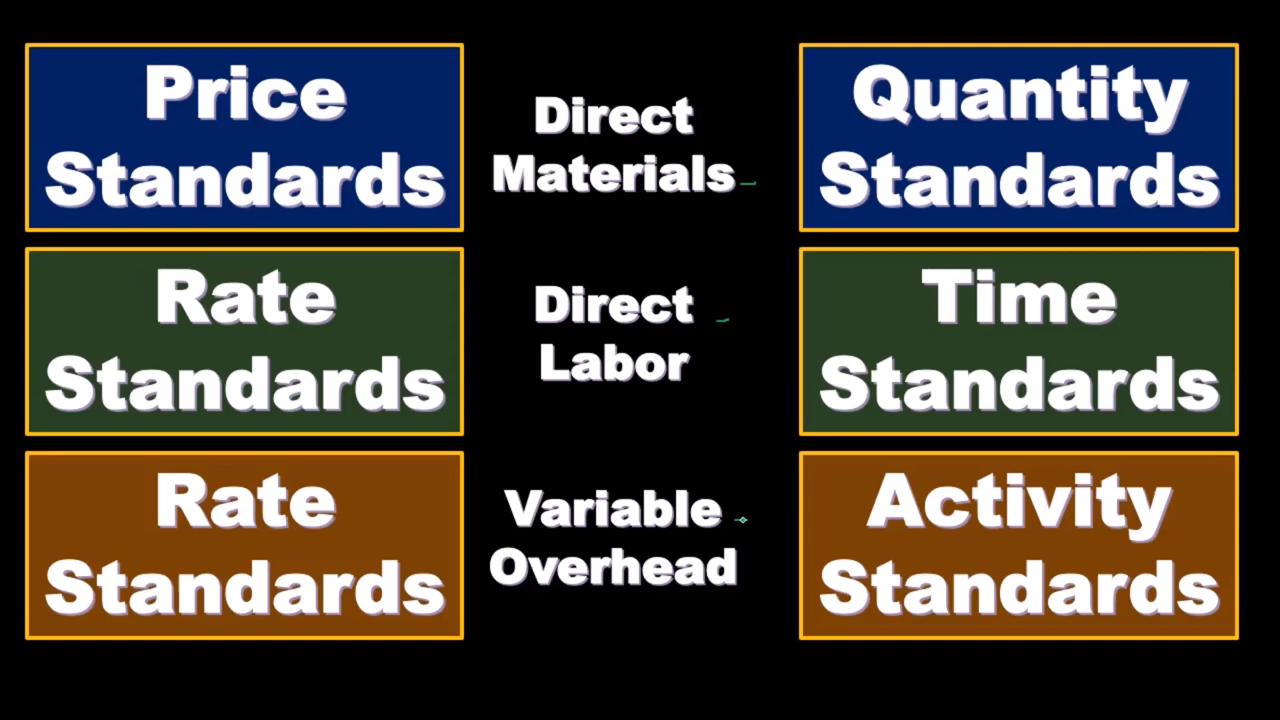 Price
Standards
Direct
Materials
Quantity
Standards
Rate
Standards
Direct
Labor
Time
Standards
Rate
Standards
Variable
Overhead
Activity
Standards